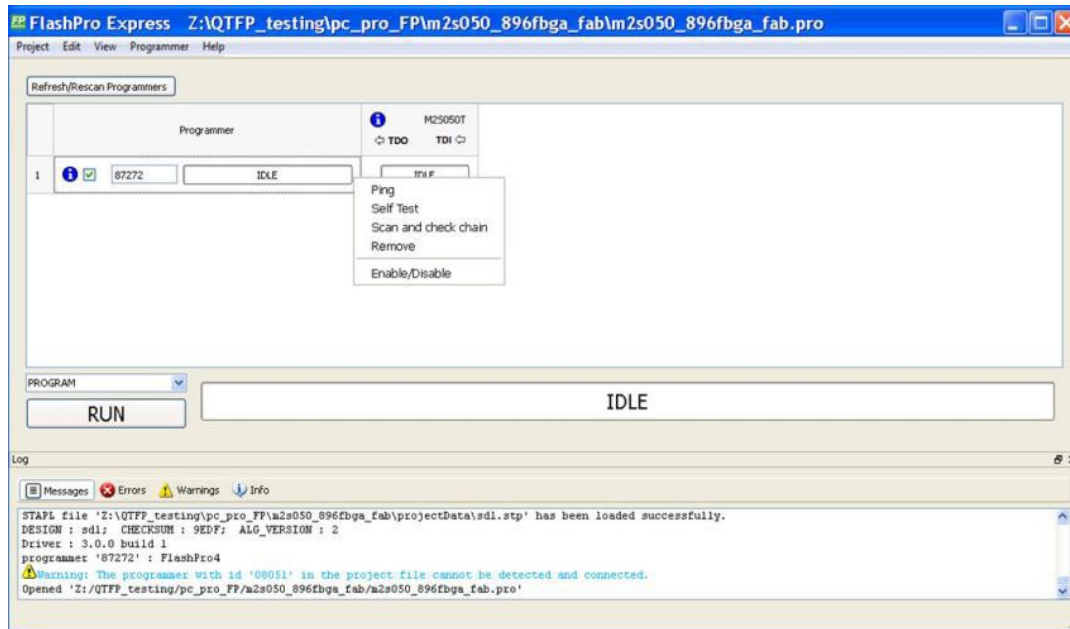 FP FlashPro Express Z:\QTFP_testing\pc_pro_FP\m2s050_896fbga_fab\m2s050_896fbga_fab.pro
Project Edit View Programmer Help
Refresh/Rescan Programmers
Programmer
M2S050T
TDO TDI
1 87272 IDLE IDLE
Ping
Self Test
Scan and check chain
Remove
Enable/Disable
PROGRAM
RUN
IDLE
Log
Messages Errors Warnings Info
STAPL file 'Z:\QTFP_testing\pc_pro_FP\m2s050_896fbga_fab\projectData\sdl.stp' has been loaded successfully.
DESIGN : sdl; CHECKSUM : 9EDF; ALG_VERSION : 2
Driver : 3.0.0 build 1
programmer '87272' : FlashPro4
Warning: The programmer with id '08051' in the project file cannot be detected and connected.
Opened 'Z:/QTFP_testing/pc_pro_FP/m2s050_896fbga_fab/m2s050_896fbga_fab.pro'